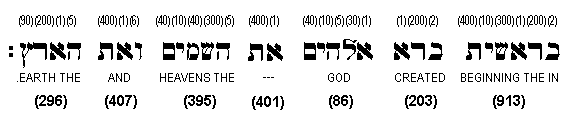 (90)(200)(1)(5) (400)(1)(6) (40)(10)(40)(300)(5) (400)(1) (40)(10)(5)(30)(1) (1)(200)(2) (400)(10)(300)(1)(200)(2)
בראשית ברא אלהים את השמים ואת הארץ:
.EARTH THE AND HEAVENS THE --- GOD CREATED BEGINNING THE IN
(296) (407) (395) (401) (86) (203) (913)